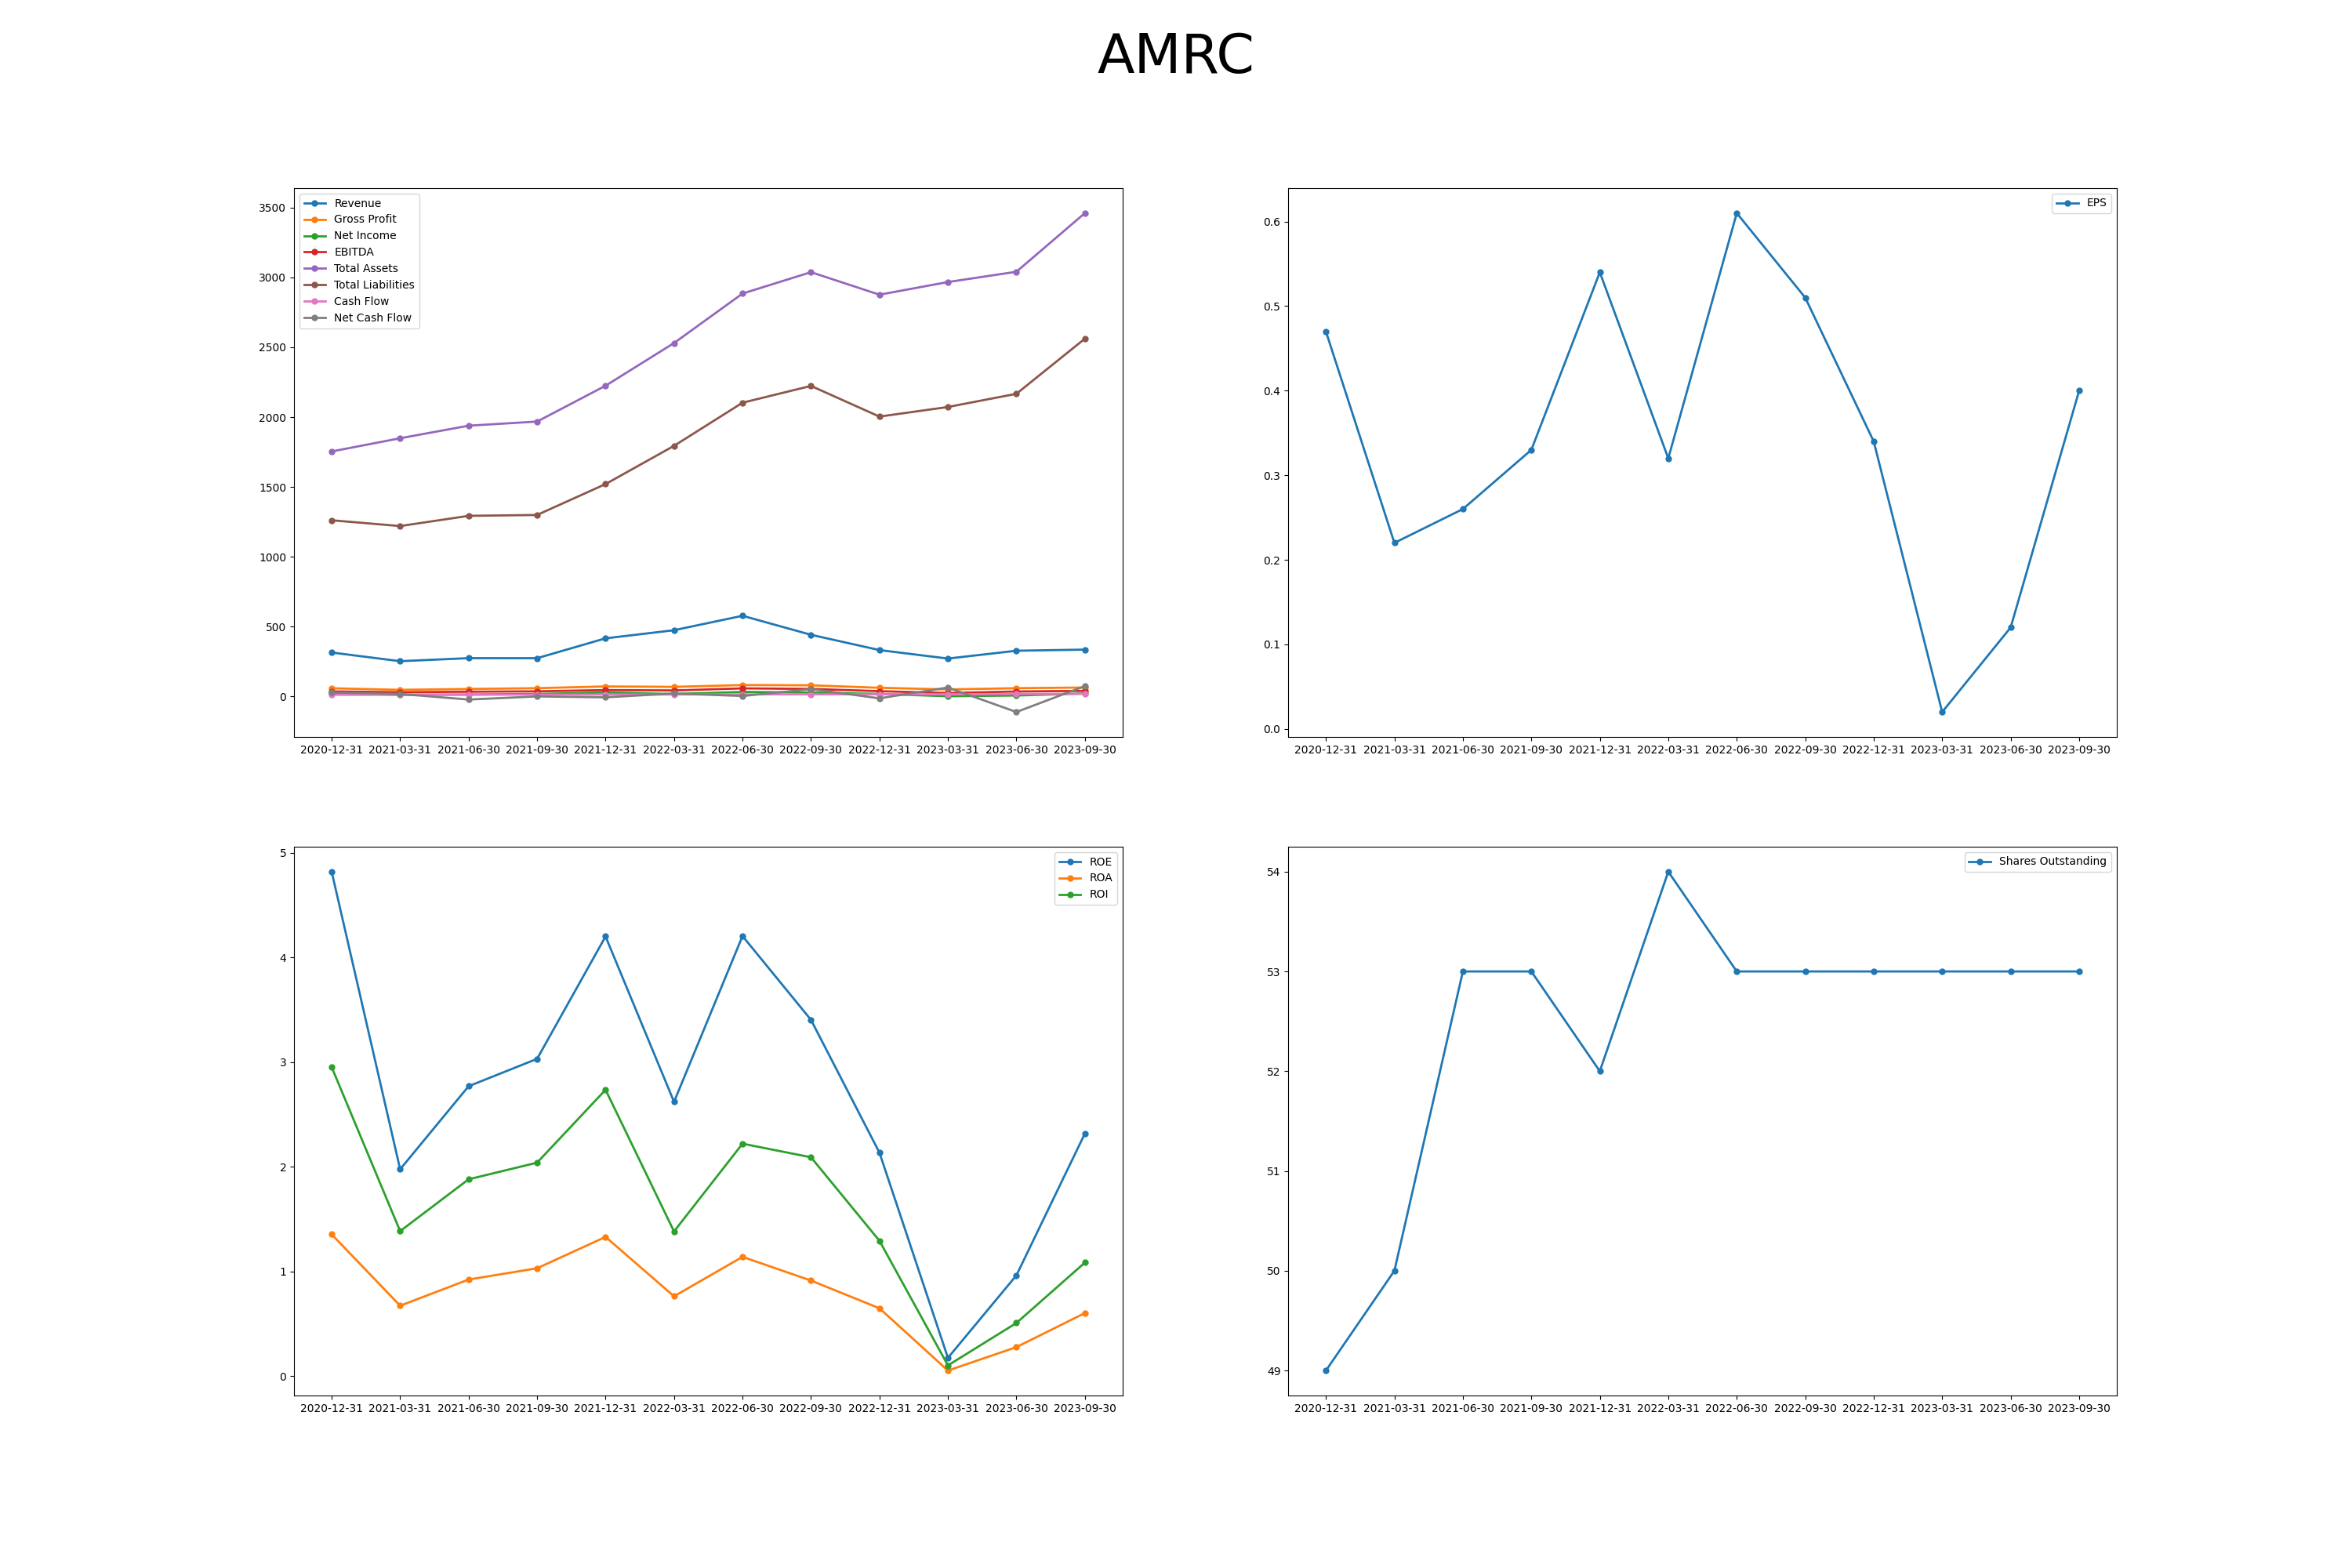 AMRC
Revenue
Gross Profit
Net Income
EBITDA
Total Assets
Total Liabilities
Cash Flow
Net Cash Flow
3500
3000
2500
2000
1500
1000
500
0
2020-12-31 2021-03-31 2021-06-30 2021-09-30 2021-12-31 2022-03-31 2022-06-30 2022-09-30 2022-12-31 2023-03-31 2023-06-30 2023-09-30
EPS
0.6
0.5
0.4
0.3
0.2
0.1
0.0
2020-12-31 2021-03-31 2021-06-30 2021-09-30 2021-12-31 2022-03-31 2022-06-30 2022-09-30 2022-12-31 2023-03-31 2023-06-30 2023-09-30
ROE
ROA
ROI
5
4
3
2
1
0
2020-12-31 2021-03-31 2021-06-30 2021-09-30 2021-12-31 2022-03-31 2022-06-30 2022-09-30 2022-12-31 2023-03-31 2023-06-30 2023-09-30
Shares Outstanding
54
53
52
51
50
49
2020-12-31 2021-03-31 2021-06-30 2021-09-30 2021-12-31 2022-03-31 2022-06-30 2022-09-30 2022-12-31 2023-03-31 2023-06-30 2023-09-30